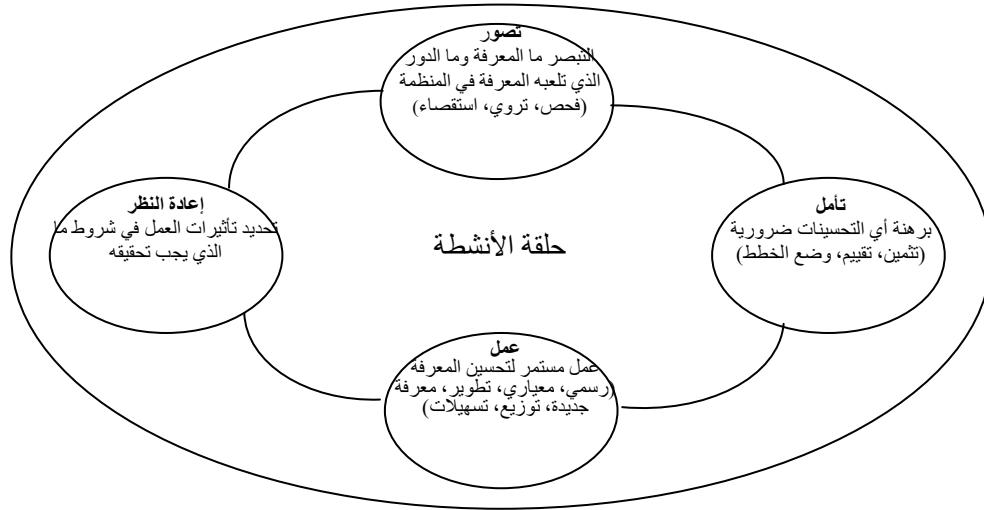 تصور
التبصر ما المعرفة وما الدور
الذي تلعبه المعرفة في المنظمة
(فحص، تروي، استقصاء)
تأمل
برهنة أي التحسينات ضرورية
(تثمين، تقييم، وضع الخطط)
إعادة النظر
تحديد تأثيرات العمل في شروط ما
الذي يجب تحقيقه
حلقة الأنشطة
عمل
عمل مستمر لتحسين المعرفة
(رسمي، معياري، تطوير، معرفة
جديدة، توزيع، تسهيلات)